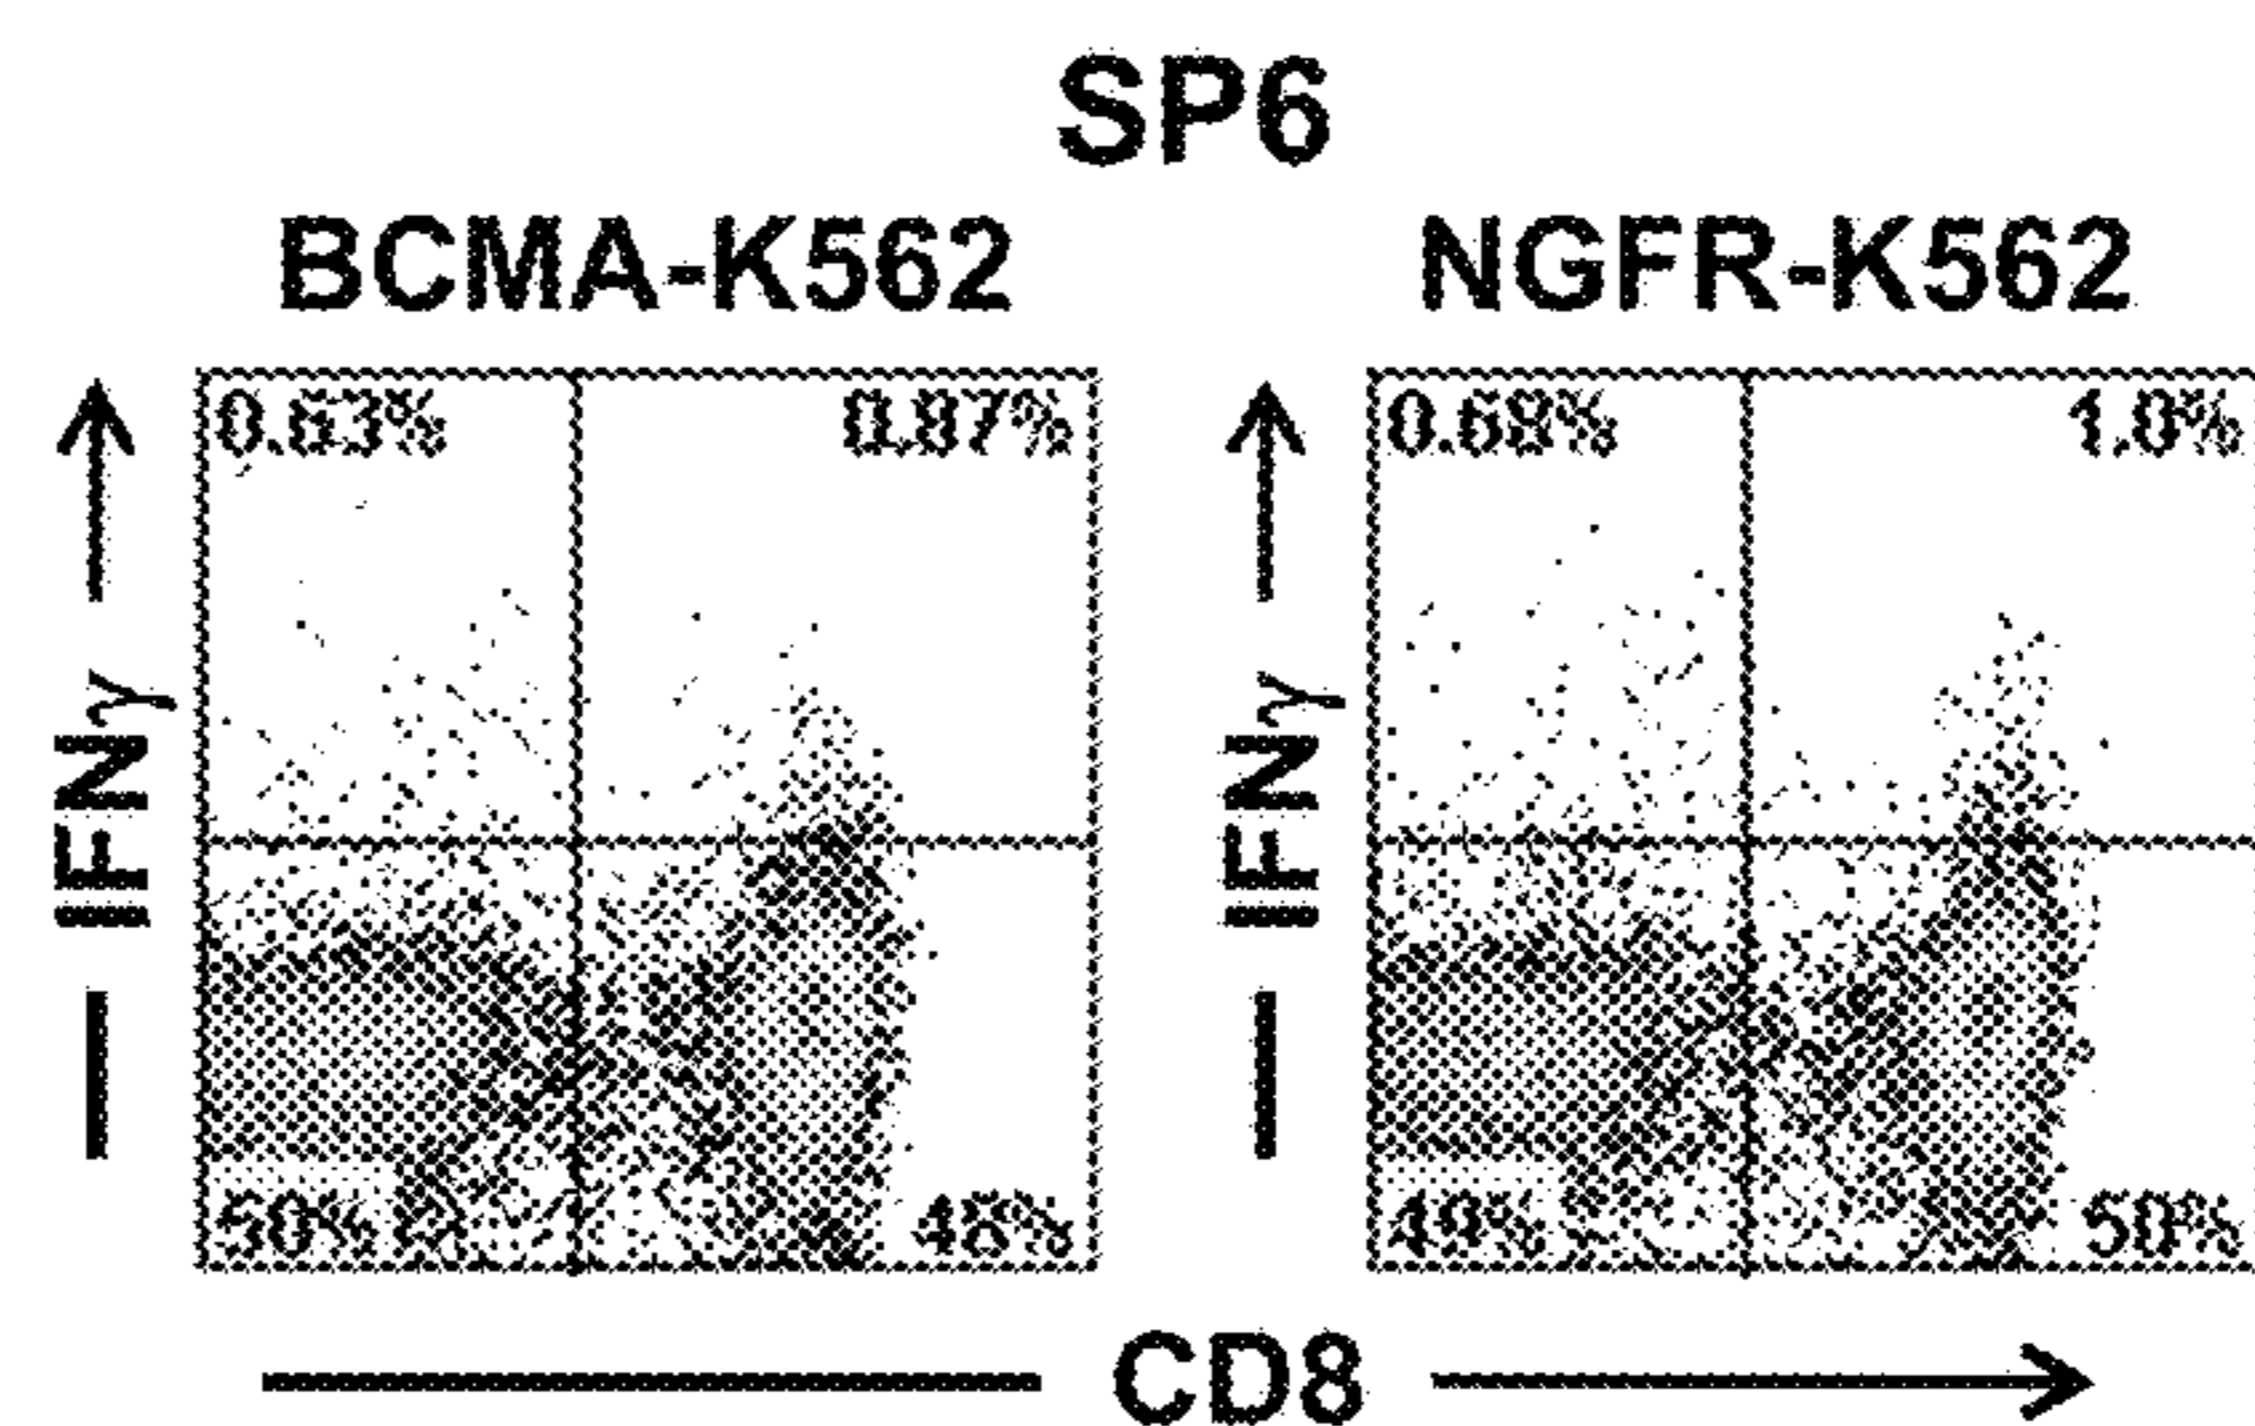 SP6
BCMA-K562 NGFR-K562
0.63% 0.87% 0.68% 1.0%
IFNγ IFNγ
50% 48% 49% 50%
CD8